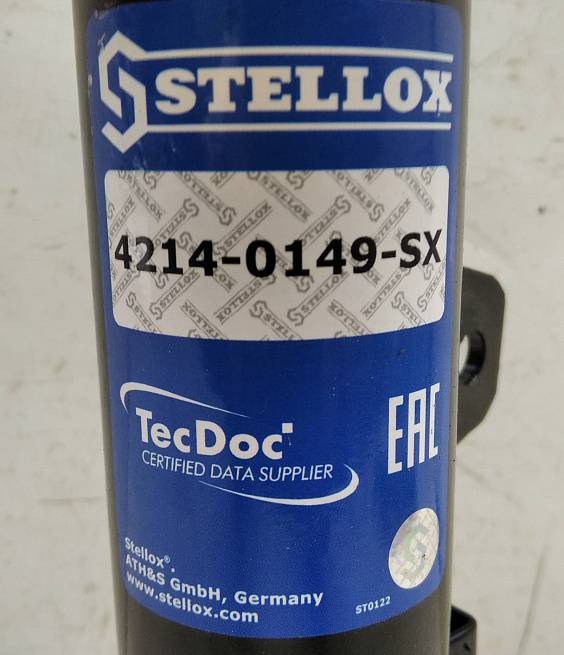 STELLOX
4214-0149-SX
TecDoc
CERTIFIED DATA SUPPLIER
EAC
Stellox®.
ATH&S GmbH, Germany
www.stellox.com
ST0122